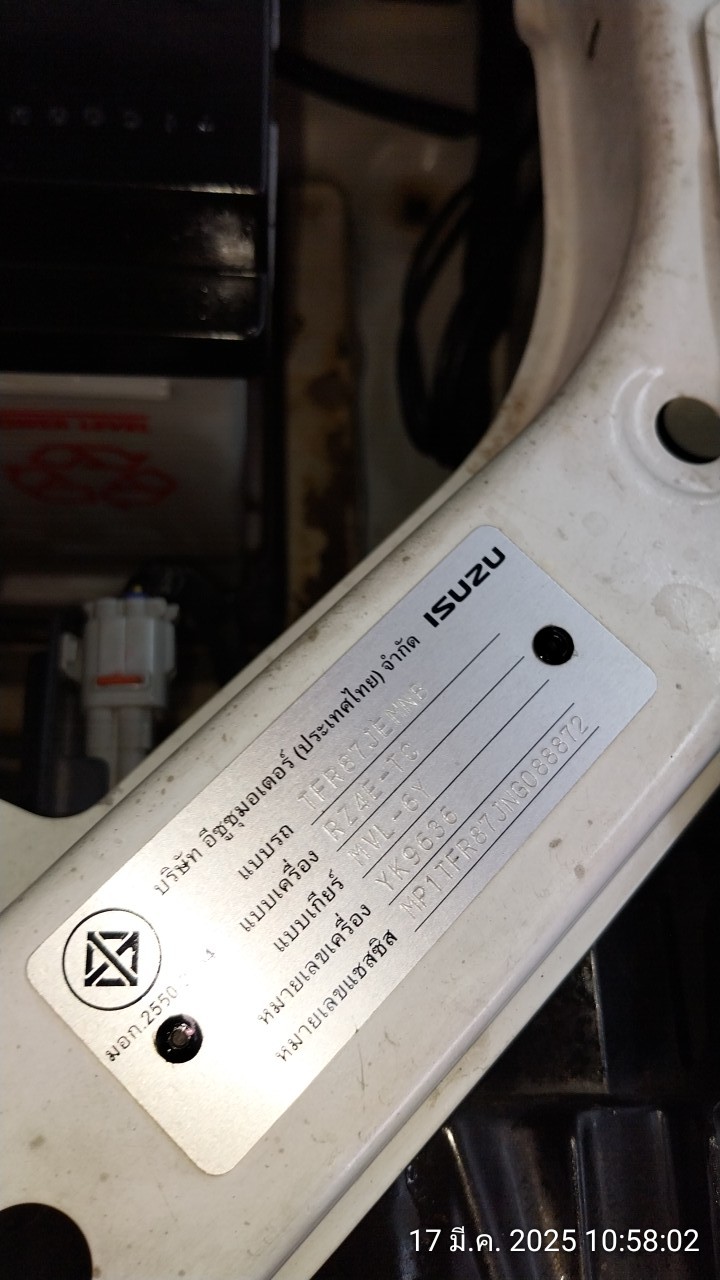 ISUZU
บริษัท อีซูซุมอเตอร์ (ประเทศไทย) จำกัด
แบบรถ TFR87JEYNNB
แบบเครื่อง RZ4E-TC
แบบเกียร์ MVL-6Y
หมายเลขเครื่อง YK9636
หมายเลขแชสซิส MP1TFR87JNG088872
มอก.2550
17 มี.ค. 2025 10:58:02